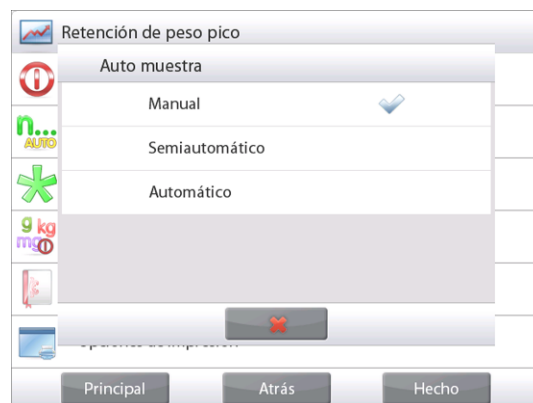 Retención de peso pico
Auto muestra
Manual
n...
AUTO
Semiautomático
Automático
g kg
mg
Principal
Atrás
Hecho